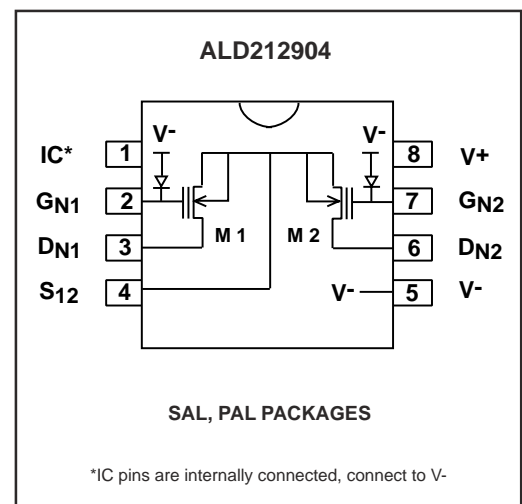 ALD212904
IC* 1 V- V- 8 V+
GN1 2 7 GN2
DN1 3 M 1 M 2 6 DN2
S12 4 V- 5 V-
SAL, PAL PACKAGES
*IC pins are internally connected, connect to V-